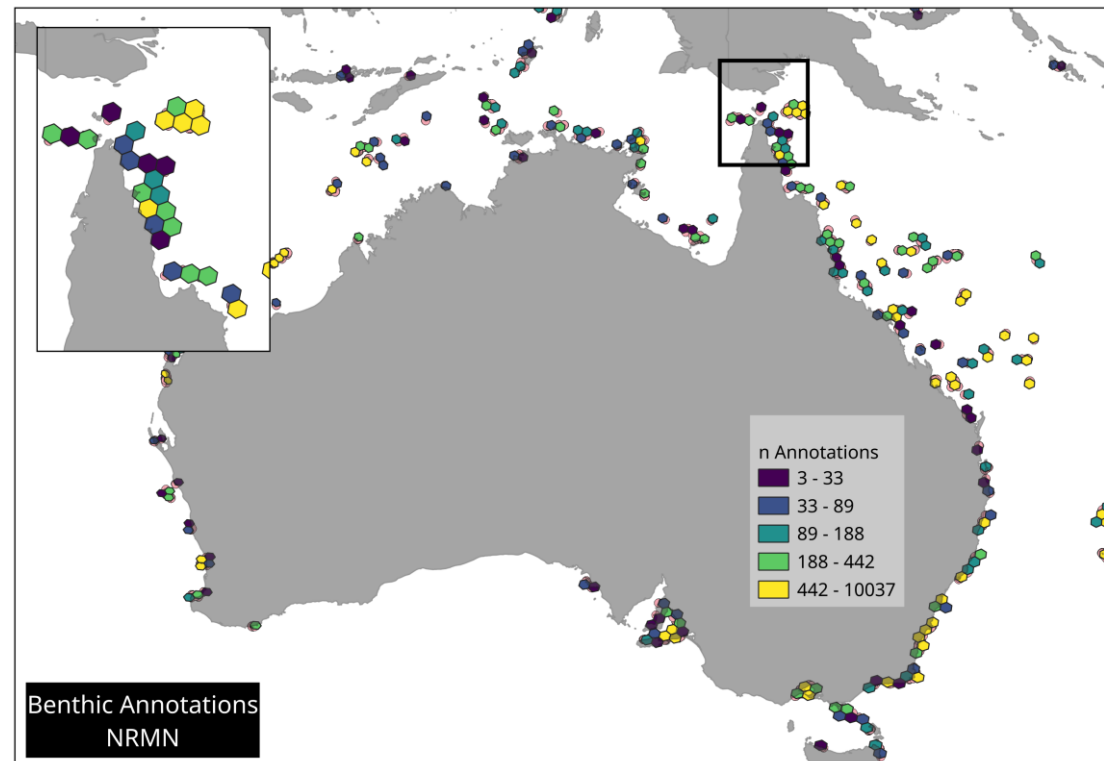 n Annotations
3 - 33
33 - 89
89 - 188
188 - 442
442 - 10037
Benthic Annotations
NRMN